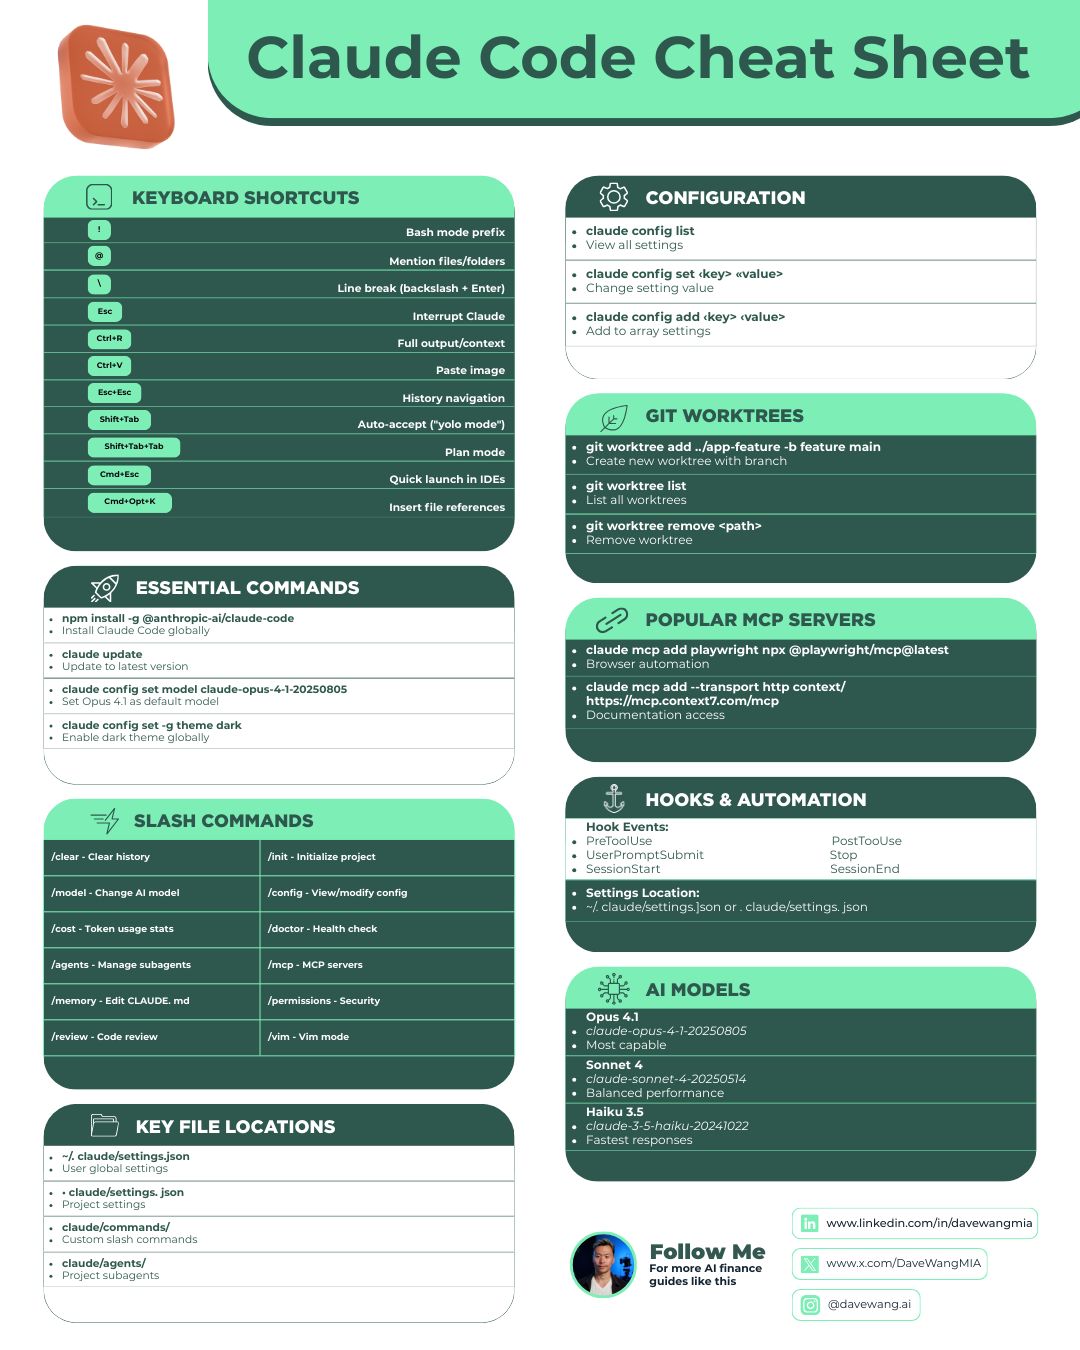 Claude Code Cheat Sheet
KEYBOARD SHORTCUTS
! Bash mode prefix
@ Mention files/folders
\ Line break (backslash + Enter)
Esc Interrupt Claude
Ctrl+R Full output/context
Ctrl+V Paste image
Esc+Esc History navigation
Shift+Tab Auto-accept ("yolo mode")
Shift+Tab+Tab Plan mode
Cmd+Esc Quick launch in IDEs
Cmd+Opt+K Insert file references
ESSENTIAL COMMANDS
• npm install -g @anthropic-ai/claude-code
• Install Claude Code globally
• claude update
• Update to latest version
• claude config set model claude-opus-4-1-20250805
• Set Opus 4.1 as default model
• claude config set -g theme dark
• Enable dark theme globally
SLASH COMMANDS
/clear - Clear history /init - Initialize project
/model - Change AI model /config - View/modify config
/cost - Token usage stats /doctor - Health check
/agents - Manage subagents /mcp - MCP servers
/memory - Edit CLAUDE. md /permissions - Security
/review - Code review /vim - Vim mode
KEY FILE LOCATIONS
• ~/. claude/settings.json
• User global settings
• • claude/settings. json
• Project settings
• claude/commands/
• Custom slash commands
• claude/agents/
• Project subagents
CONFIGURATION
• claude config list
• View all settings
• claude config set ‹key> «value>
• Change setting value
• claude config add ‹key> ‹value>
• Add to array settings
GIT WORKTREES
• git worktree add ../app-feature -b feature main
• Create new worktree with branch
• git worktree list
• List all worktrees
• git worktree remove <path>
• Remove worktree
POPULAR MCP SERVERS
• claude mcp add playwright npx @playwright/mcp@latest
• Browser automation
• claude mcp add --transport http context/
https://mcp.context7.com/mcp
• Documentation access
HOOKS & AUTOMATION
Hook Events:
• PreToolUse PostTooUse
• UserPromptSubmit Stop
• SessionStart SessionEnd
• Settings Location:
• ~/. claude/settings.]son or . claude/settings. json
AI MODELS
Opus 4.1
• claude-opus-4-1-20250805
• Most capable
Sonnet 4
• claude-sonnet-4-20250514
• Balanced performance
Haiku 3.5
• claude-3-5-haiku-20241022
• Fastest responses
Follow Me
For more AI finance
guides like this
in www.linkedin.com/in/davewangmia
X www.x.com/DaveWangMIA
@davewang.ai